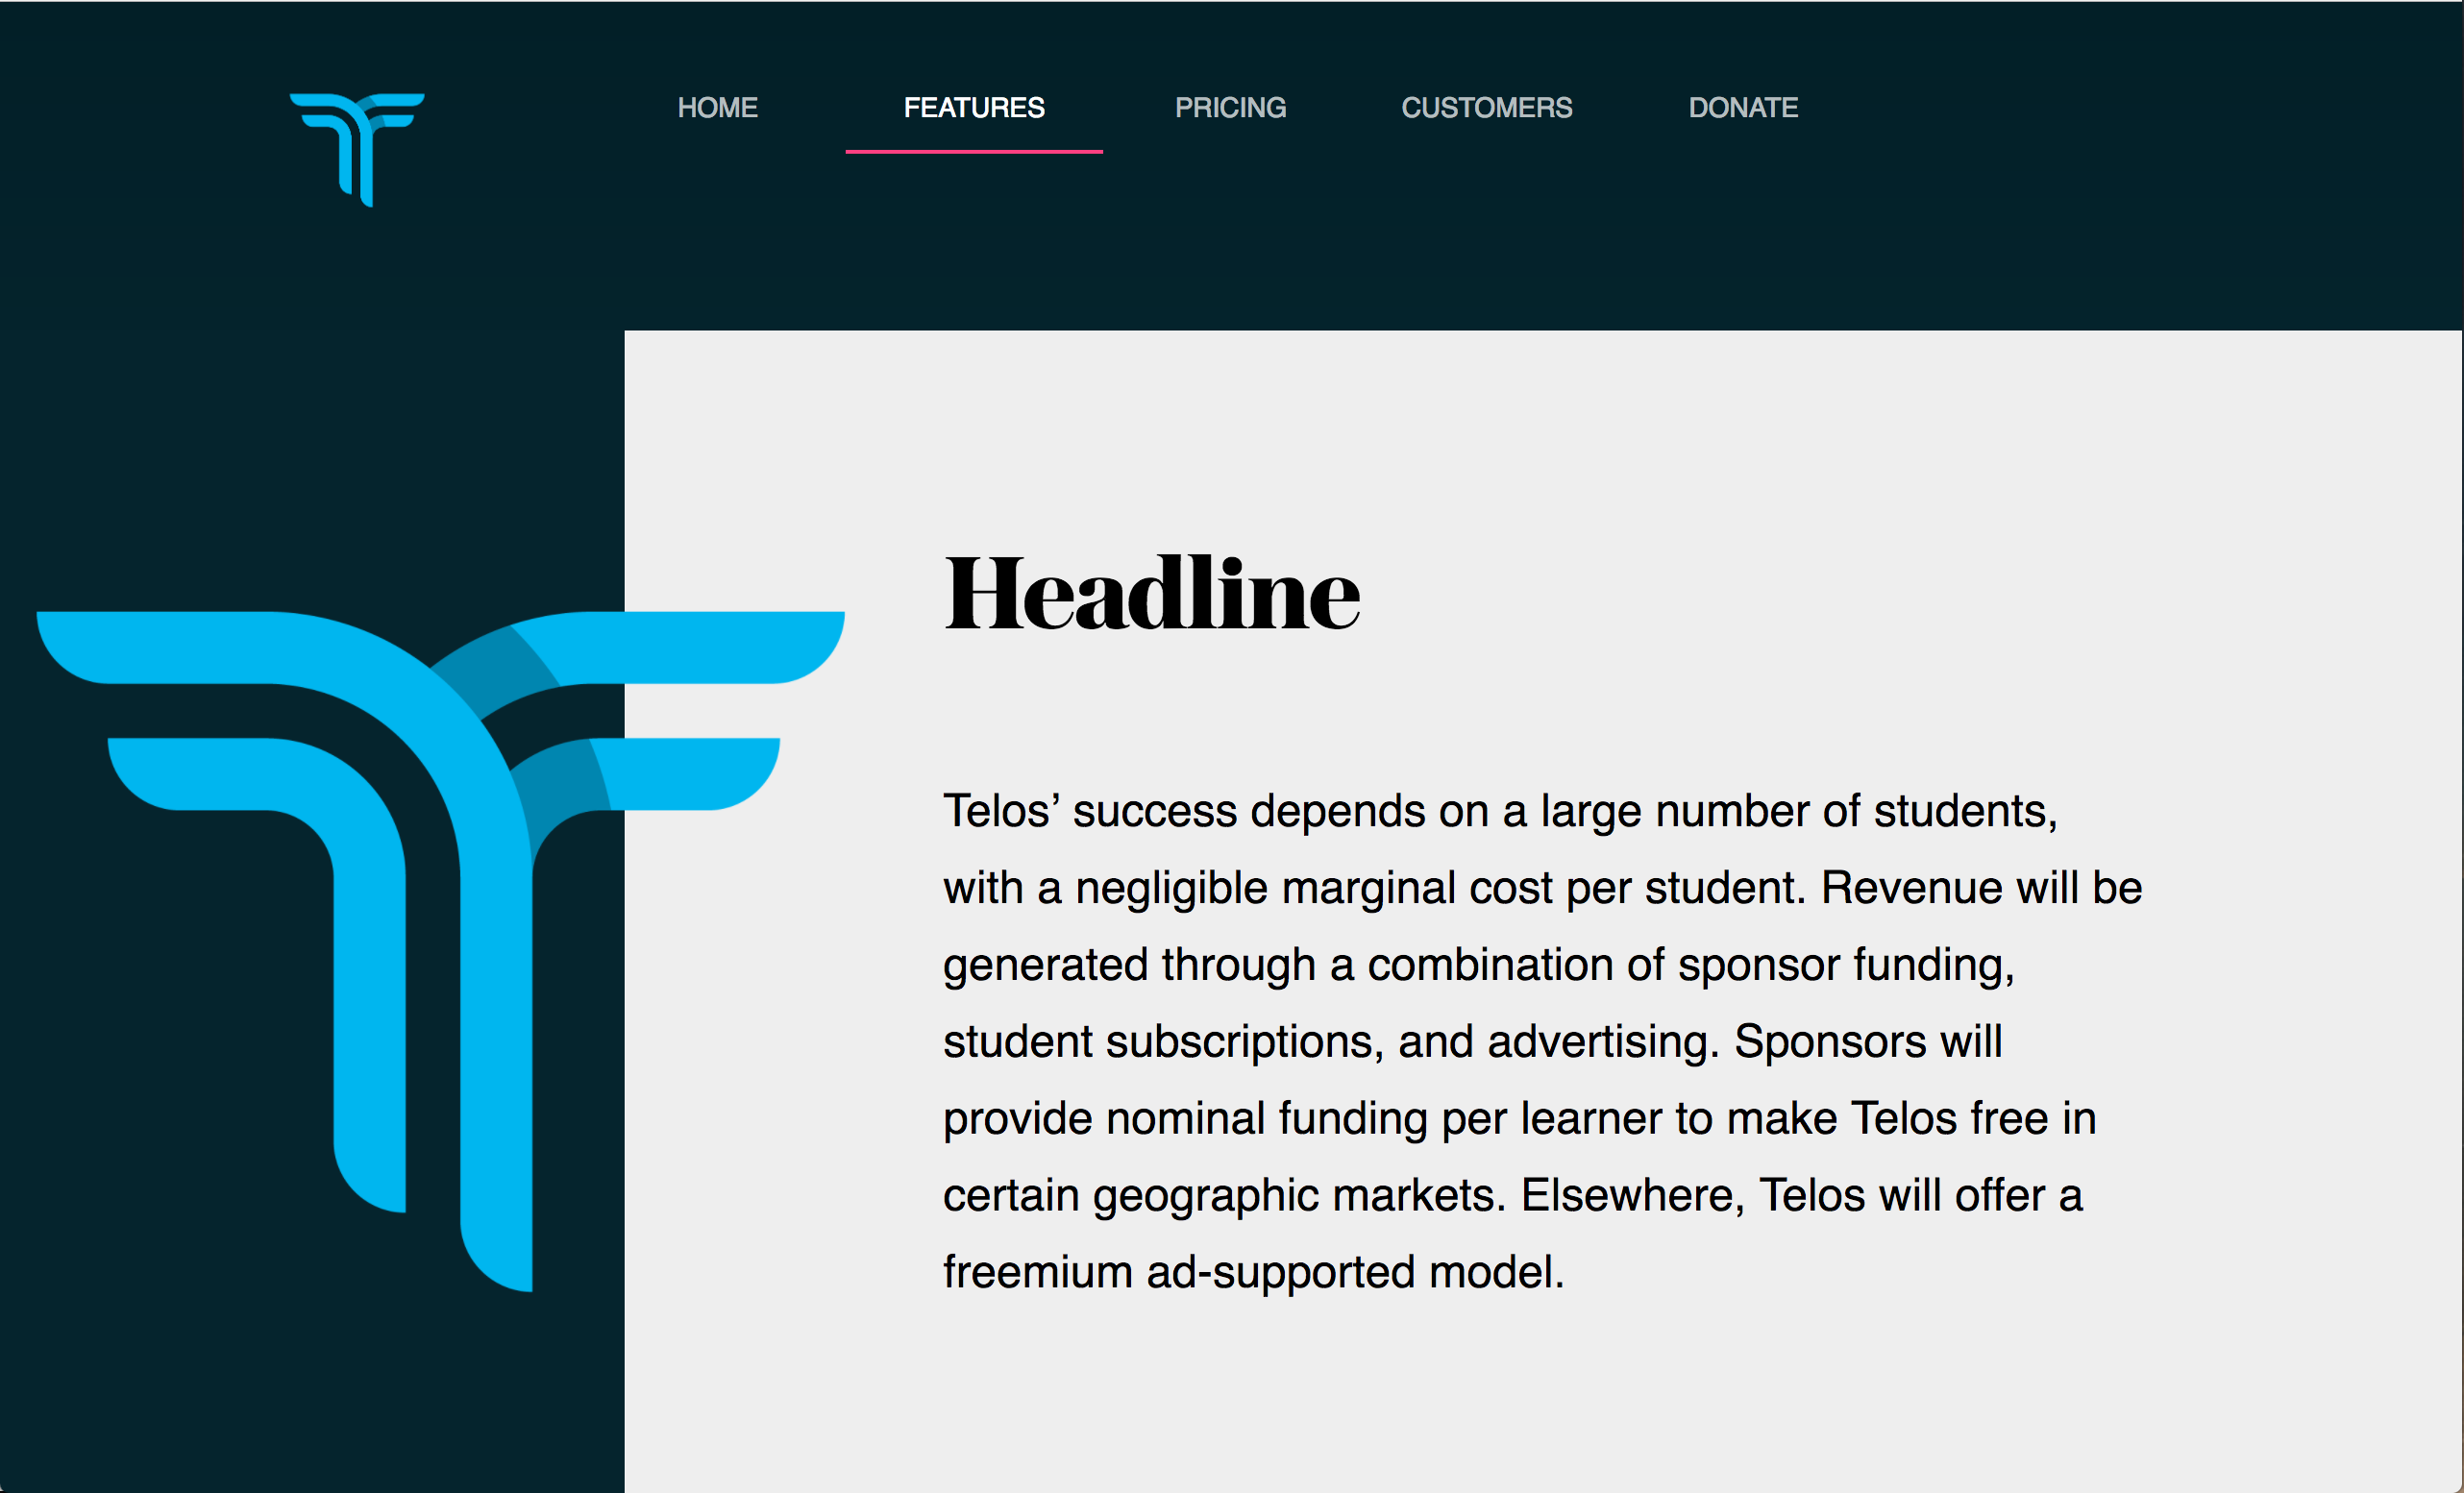 HOME FEATURES PRICING CUSTOMERS DONATE
Headline
Telos’ success depends on a large number of students,
with a negligible marginal cost per student. Revenue will be
generated through a combination of sponsor funding,
student subscriptions, and advertising. Sponsors will
provide nominal funding per learner to make Telos free in
certain geographic markets. Elsewhere, Telos will offer a
freemium ad-supported model.